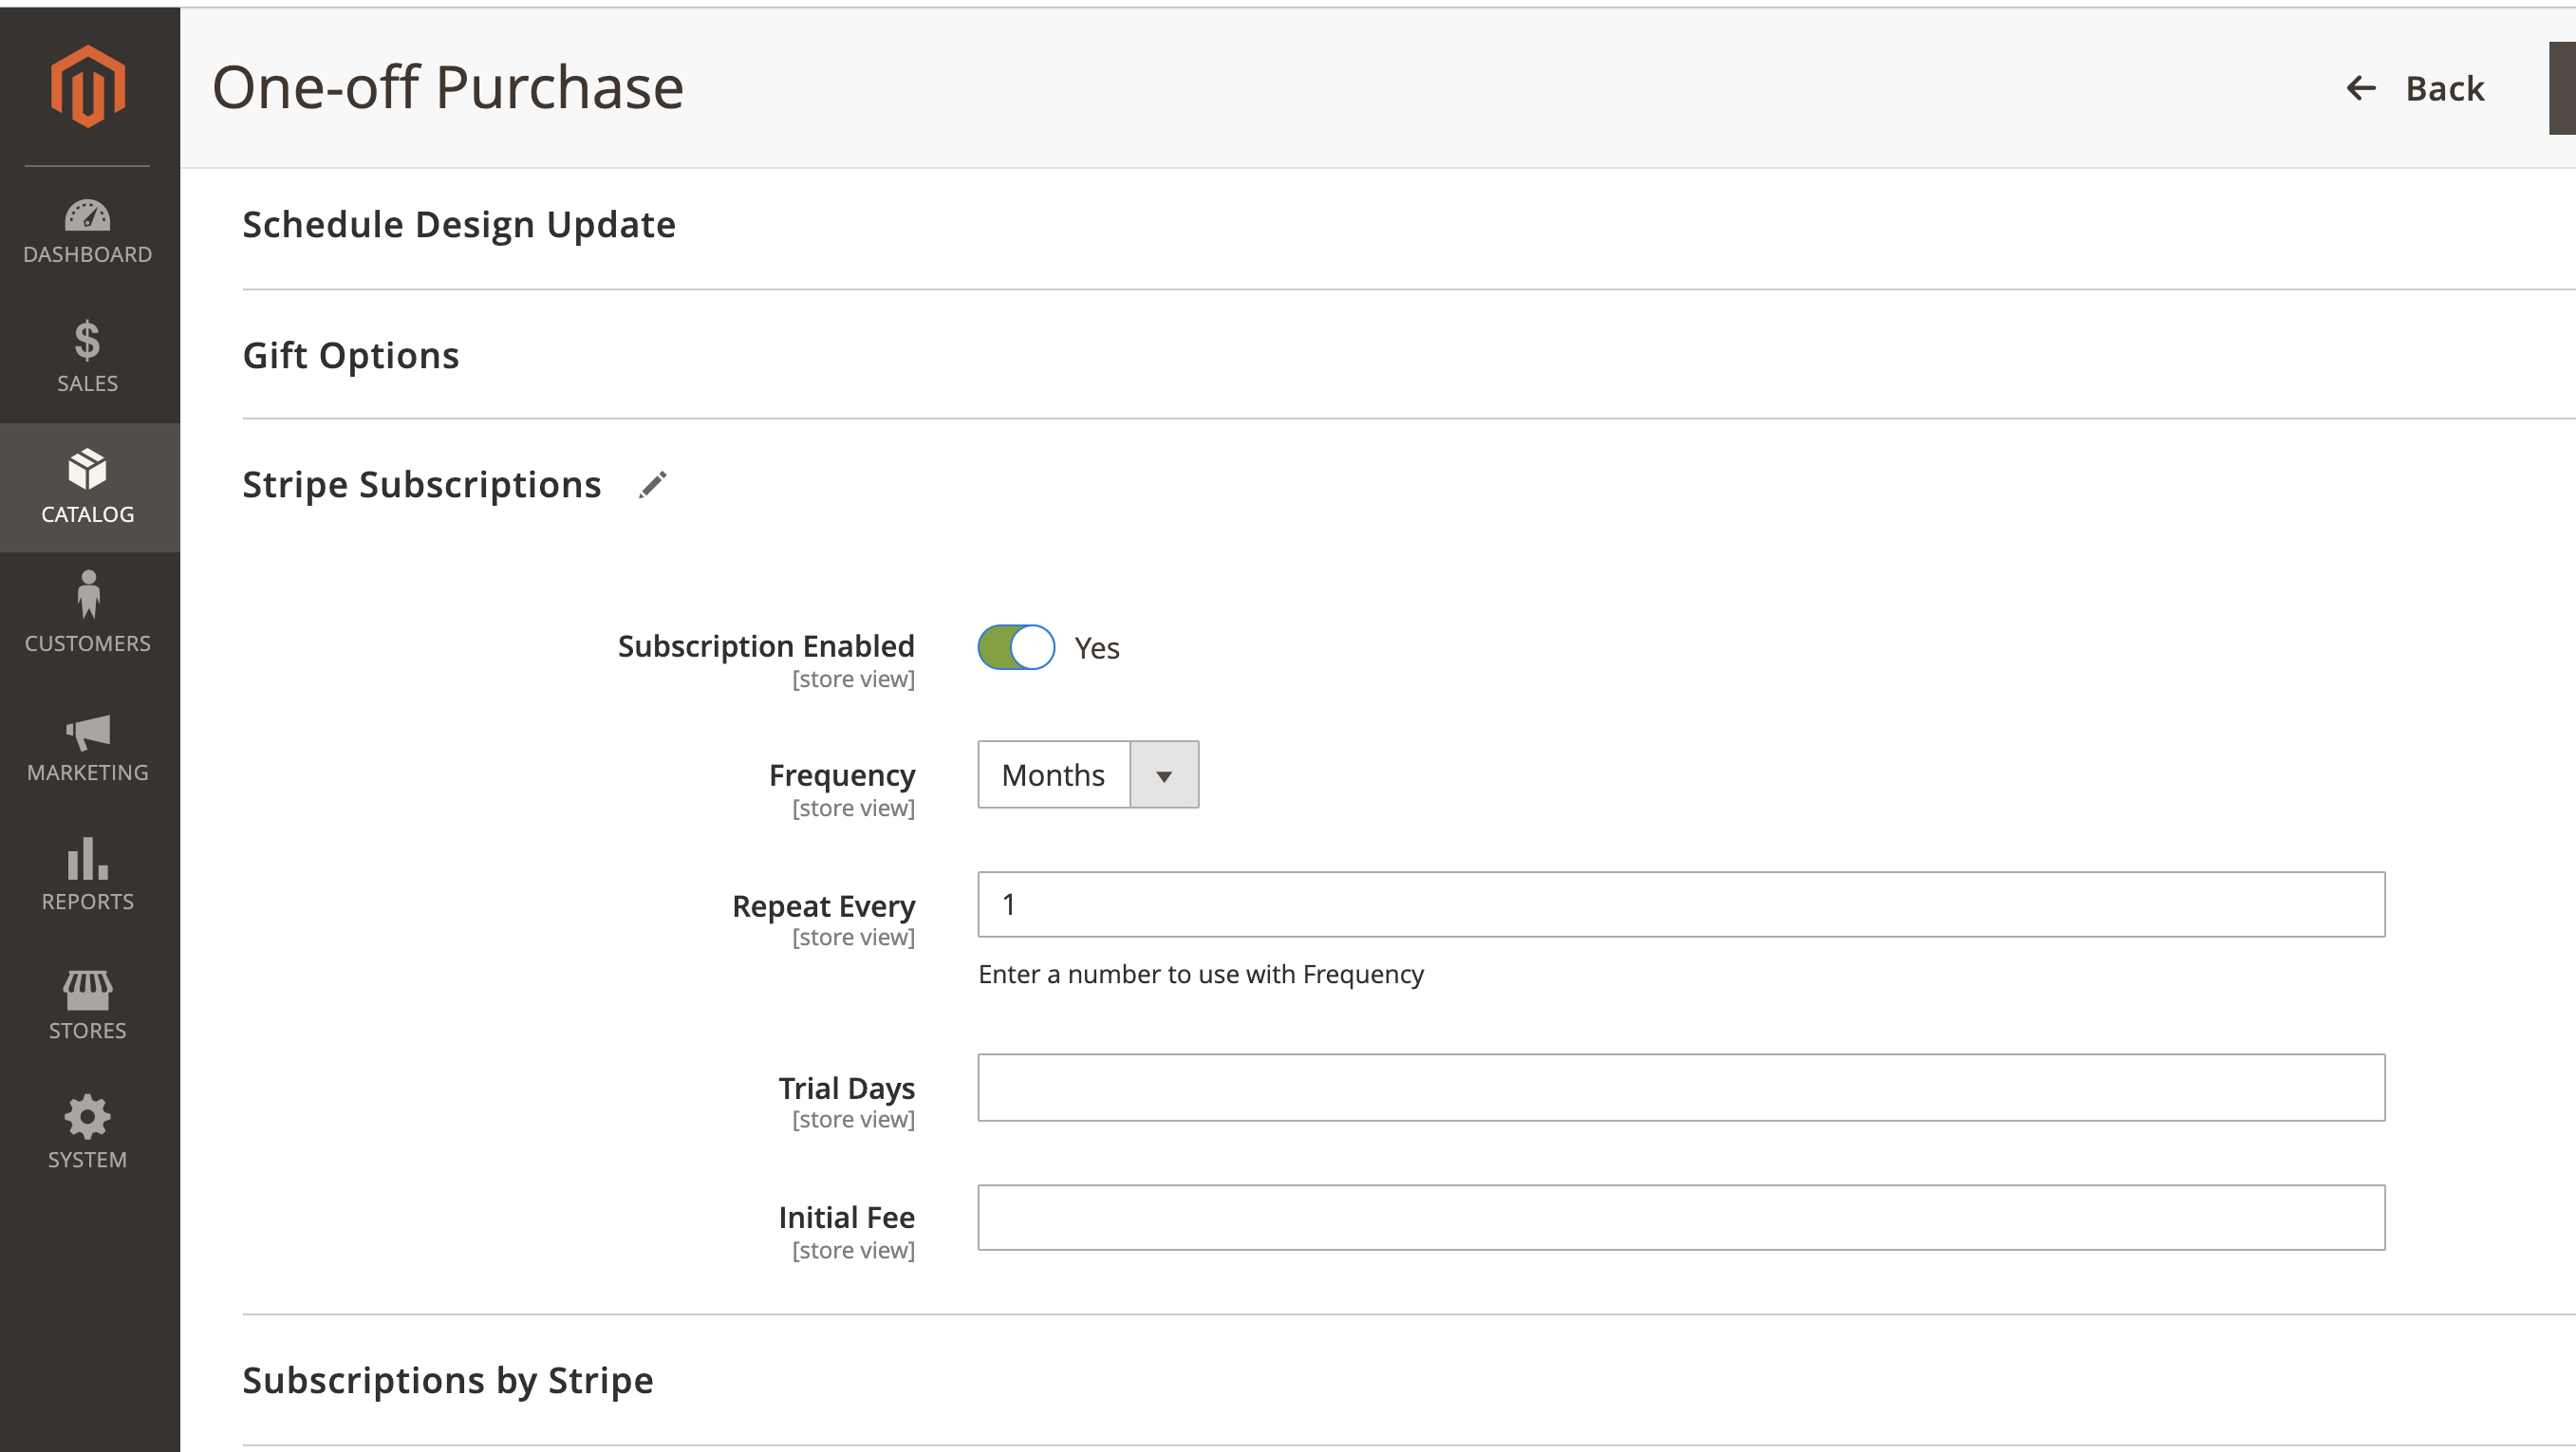 One-off Purchase
Back
DASHBOARD
SALES
CATALOG
CUSTOMERS
MARKETING
REPORTS
STORES
SYSTEM
Schedule Design Update
Gift Options
Stripe Subscriptions
Subscription Enabled
[store view]
Yes
Frequency
[store view]
Months
Repeat Every
[store view]
1
Enter a number to use with Frequency
Trial Days
[store view]
Initial Fee
[store view]
Subscriptions by Stripe